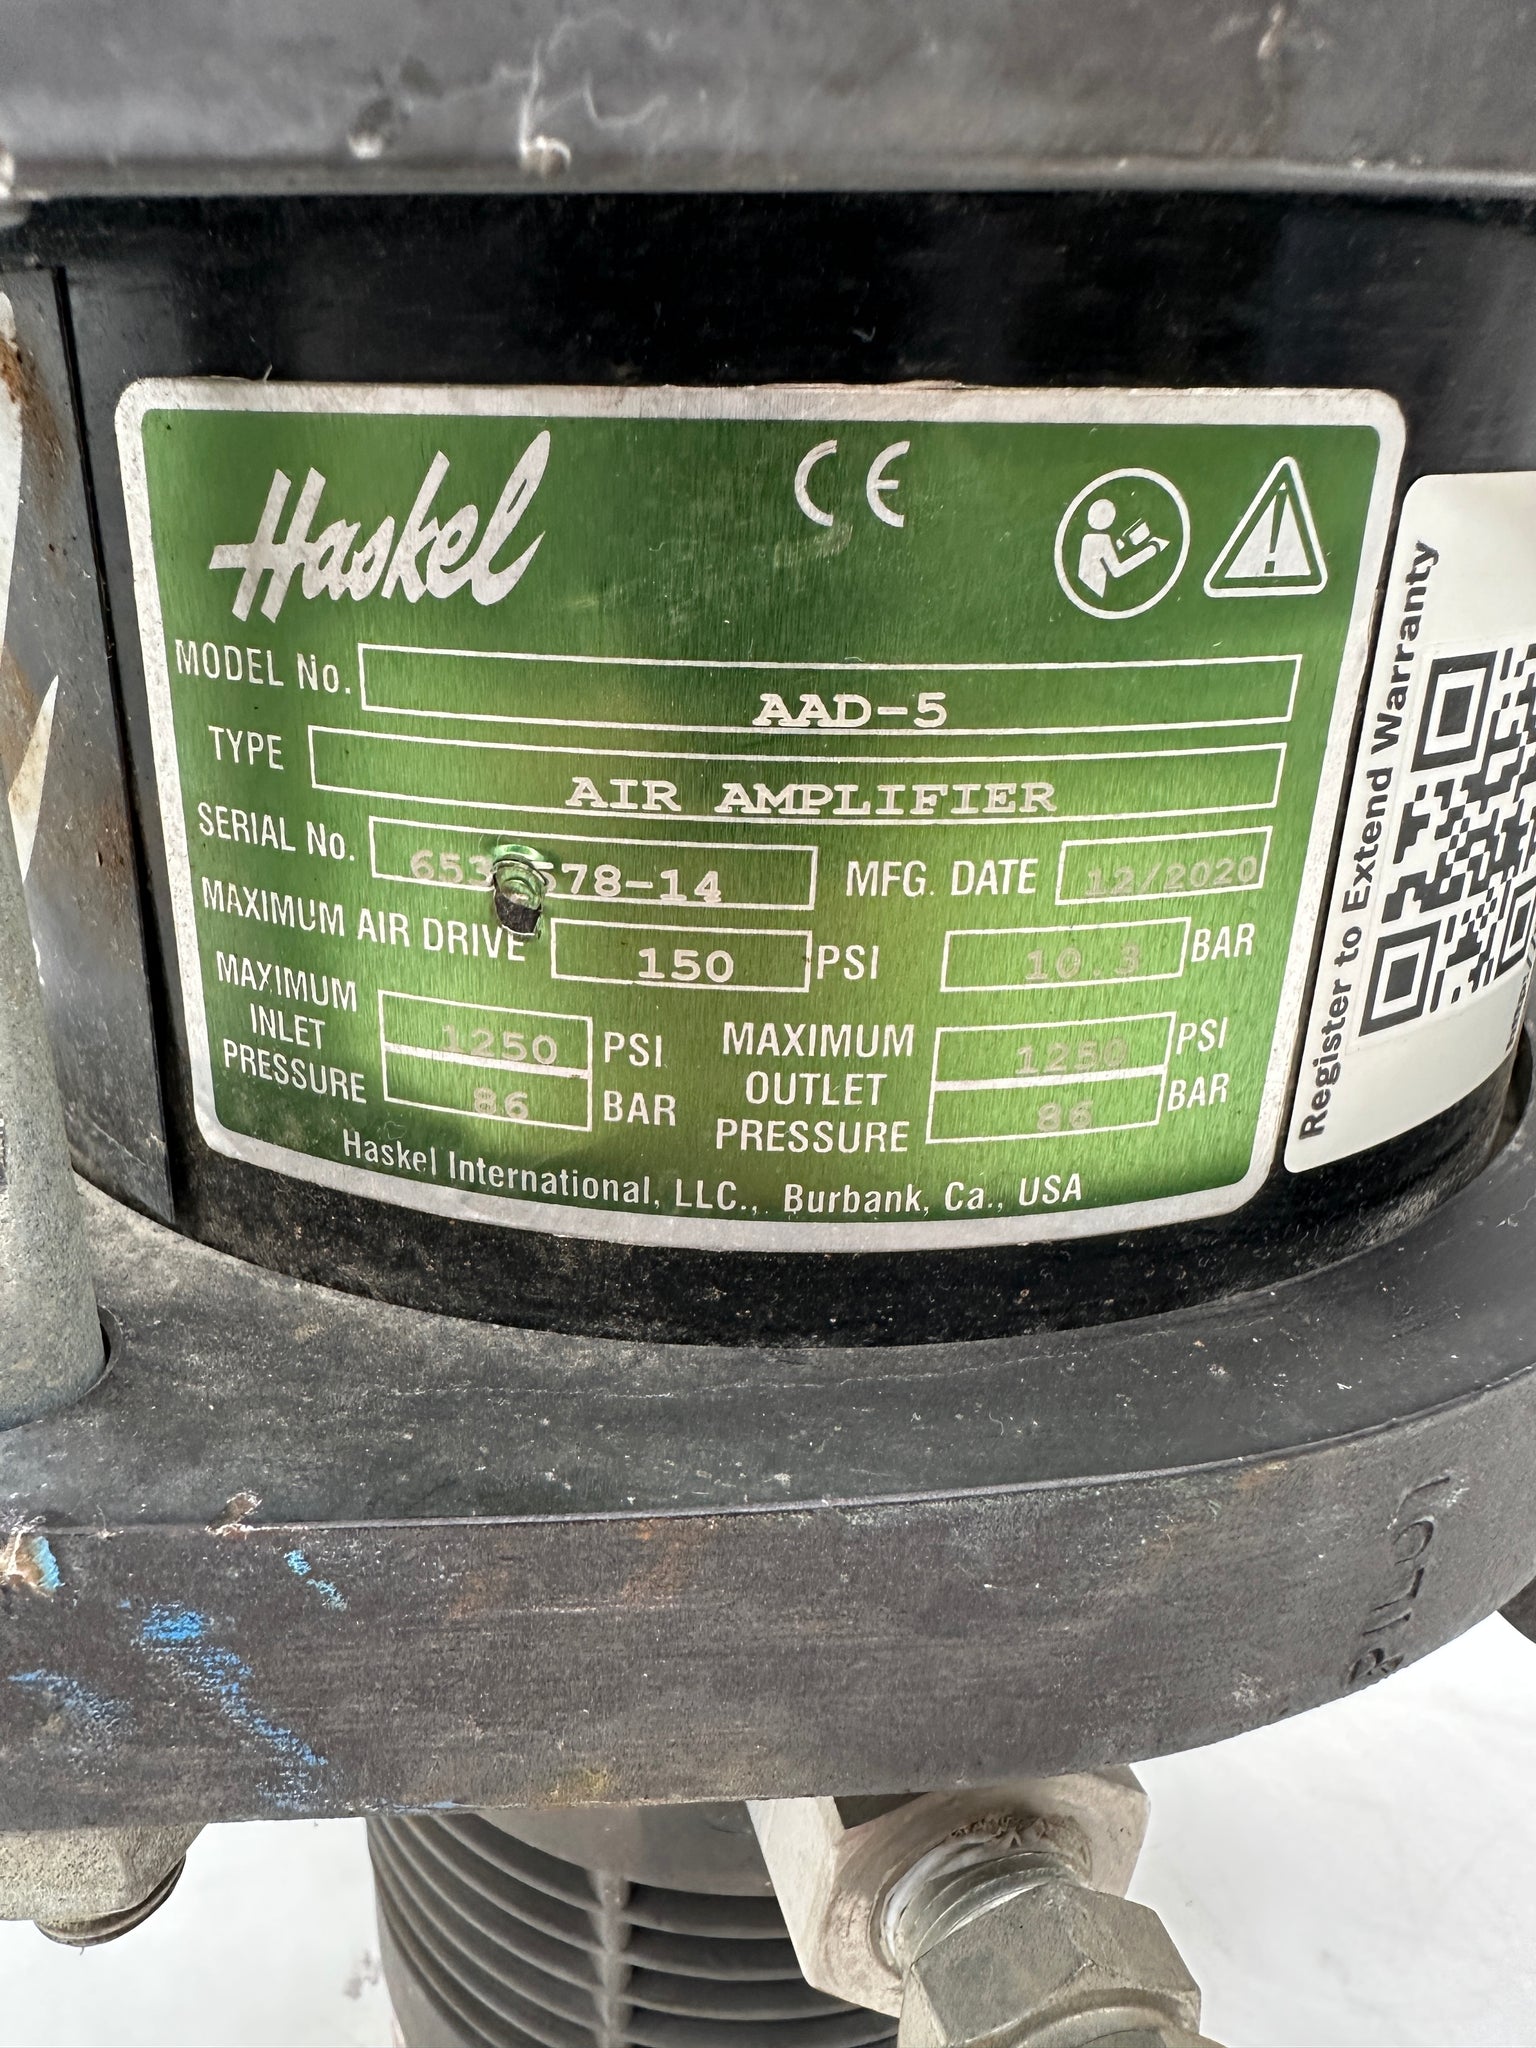 Haskel
CE
MODEL No. AAD-5
TYPE AIR AMPLIFIER
SERIAL No. MFG. DATE 12/2020
MAXIMUM AIR DRIVE 150 PSI 10.3 BAR
MAXIMUM INLET PRESSURE 1250 PSI 86 BAR
MAXIMUM OUTLET PRESSURE 1250 PSI 86 BAR
Haskel International, LLC., Burbank, Ca., USA
Register to Extend Warranty